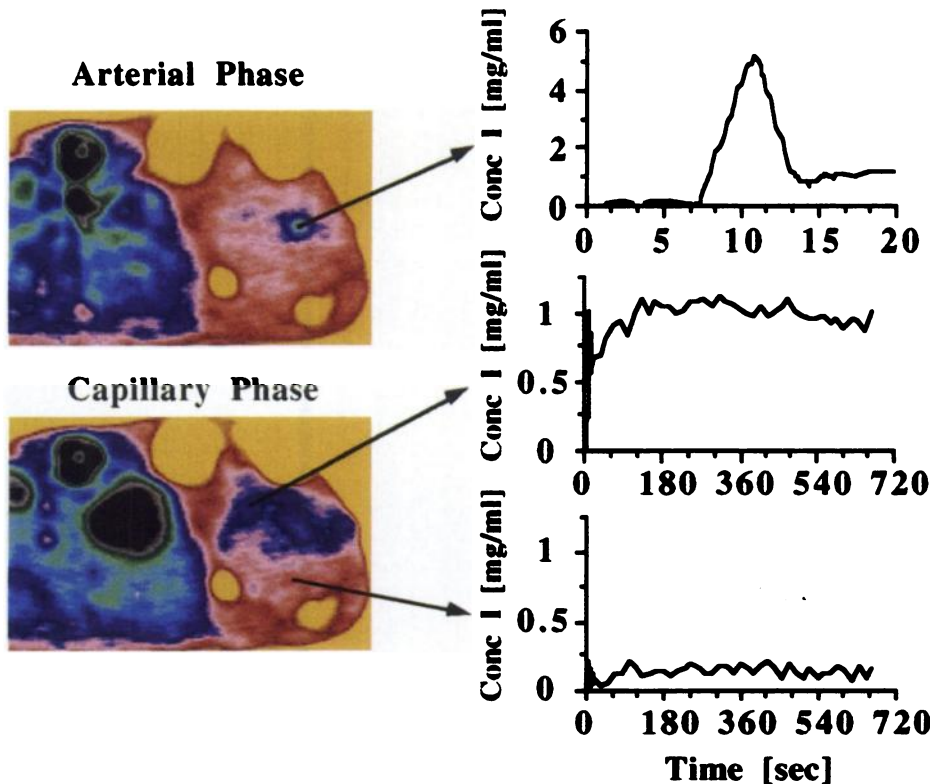 Arterial Phase
Conc I [mg/ml]
6
4
2
0
0 5 10 15 20
Capillary Phase
Conc I [mg/ml]
1
0.5
0
0 180 360 540 720
Conc I [mg/ml]
1
0.5
0
0 180 360 540 720
Time [sec]